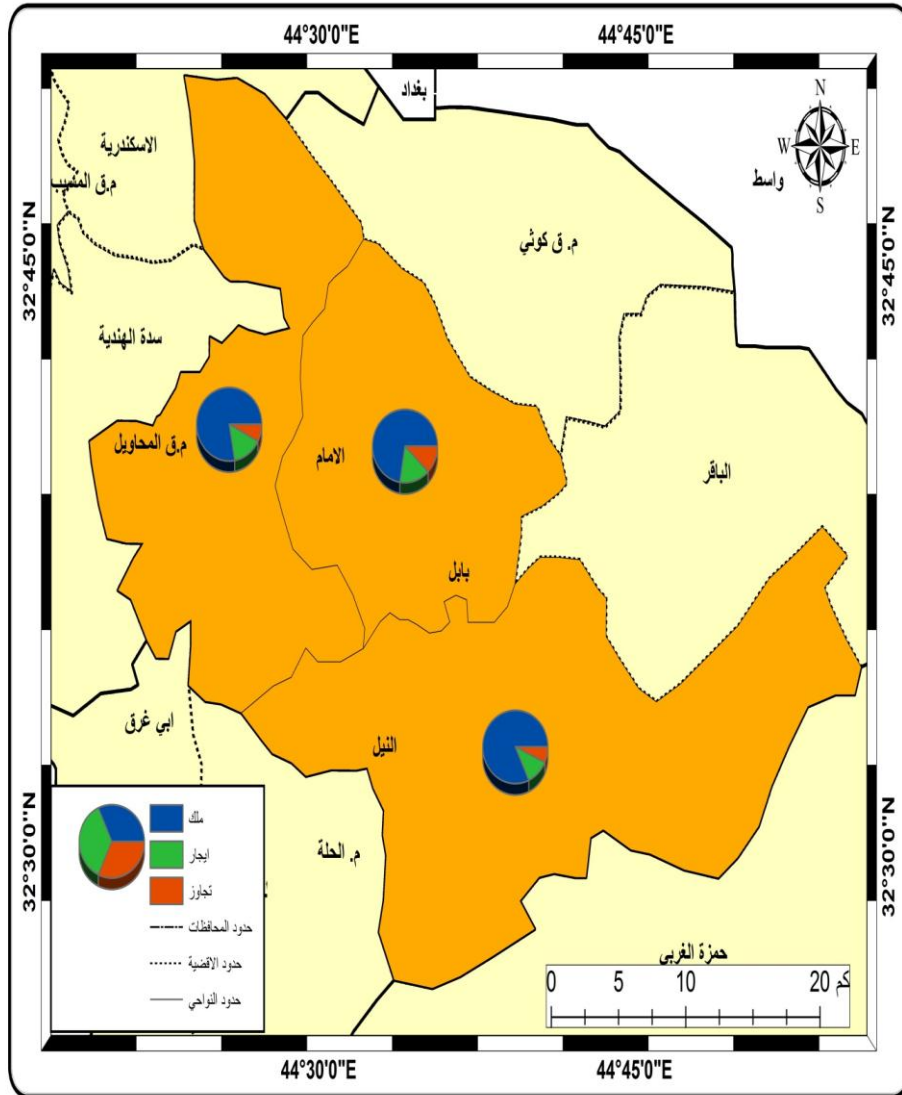 44°30'0"E
44°45'0"E
بغداد
N
W
E
S
الاسكندرية
م.ق المسيب
واسط
م. ق كوثي
32°45'0"N
32°45'0"N
سدة الهندية
م.ق المحاويل
الامام
الباقر
بابل
ابي غرق
النيل
ملك
ايجار
تجاوز
حدود المحافظات
حدود الاقضية
حدود النواحي
م. الحلة
32°30'0"N
32°30'0"N
حمزة الغربي
0 5 10 20 كم
44°30'0"E
44°45'0"E